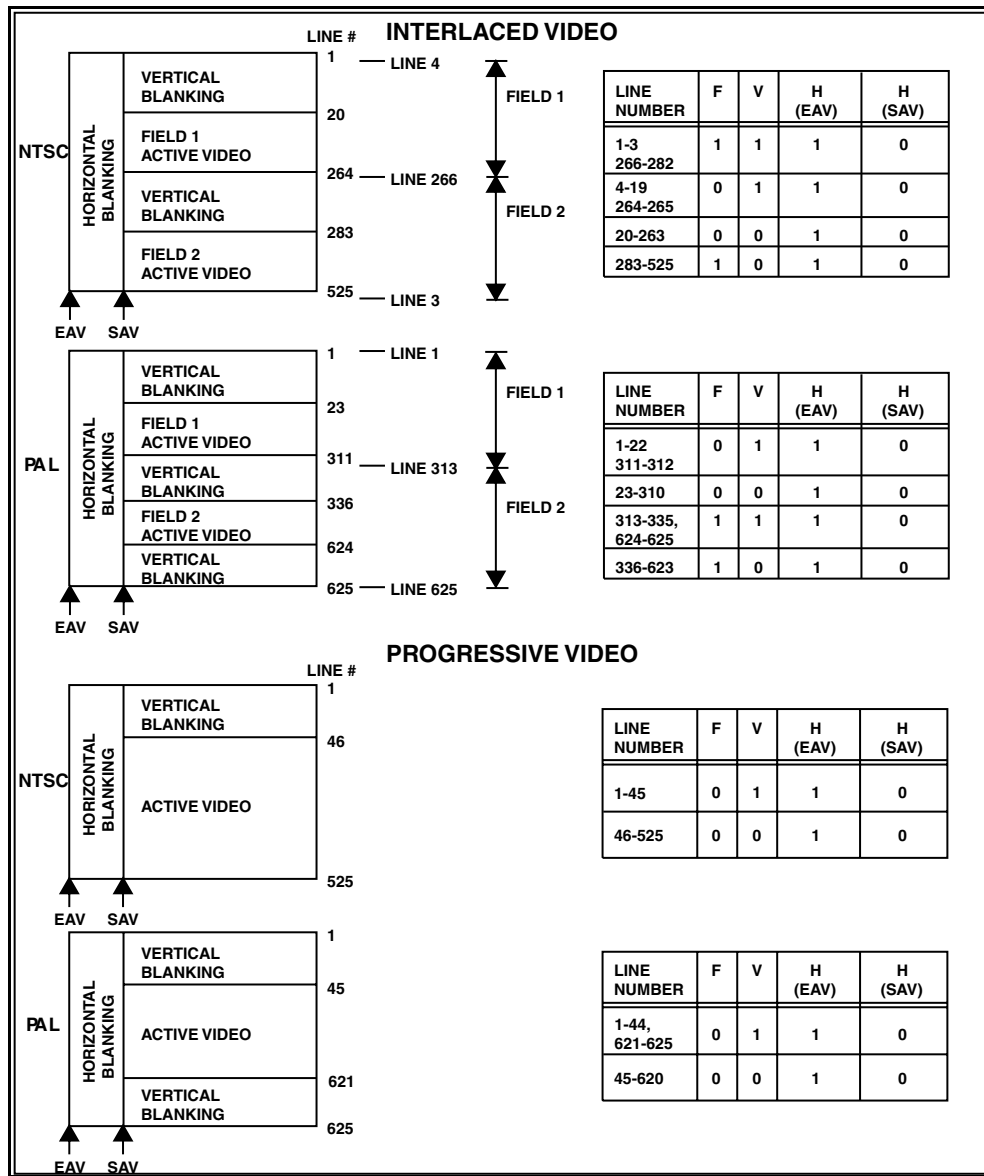 INTERLACED VIDEO
LINE #
NTSC
HORIZONTAL
BLANKING
VERTICAL
BLANKING
FIELD 1
ACTIVE VIDEO
VERTICAL
BLANKING
FIELD 2
ACTIVE VIDEO
1
20
264
283
525
LINE 4
LINE 266
LINE 3
FIELD 1
FIELD 2
EAV SAV
LINE NUMBER F V H (EAV) H (SAV)
1-3 266-282 1 1 1 0
4-19 264-265 0 1 1 0
20-263 0 0 1 0
283-525 1 0 1 0
PAL
HORIZONTAL
BLANKING
VERTICAL
BLANKING
FIELD 1
ACTIVE VIDEO
VERTICAL
BLANKING
FIELD 2
ACTIVE VIDEO
VERTICAL
BLANKING
1
23
311
336
624
625
LINE 1
LINE 313
LINE 625
FIELD 1
FIELD 2
EAV SAV
LINE NUMBER F V H (EAV) H (SAV)
1-22 311-312 0 1 1 0
23-310 0 0 1 0
313-335, 624-625 1 1 1 0
336-623 1 0 1 0
PROGRESSIVE VIDEO
LINE #
NTSC
HORIZONTAL
BLANKING
VERTICAL
BLANKING
ACTIVE VIDEO
1
46
525
EAV SAV
LINE NUMBER F V H (EAV) H (SAV)
1-45 0 1 1 0
46-525 0 0 1 0
PAL
HORIZONTAL
BLANKING
VERTICAL
BLANKING
ACTIVE VIDEO
VERTICAL
BLANKING
1
45
621
625
EAV SAV
LINE NUMBER F V H (EAV) H (SAV)
1-44, 621-625 0 1 1 0
45-620 0 0 1 0